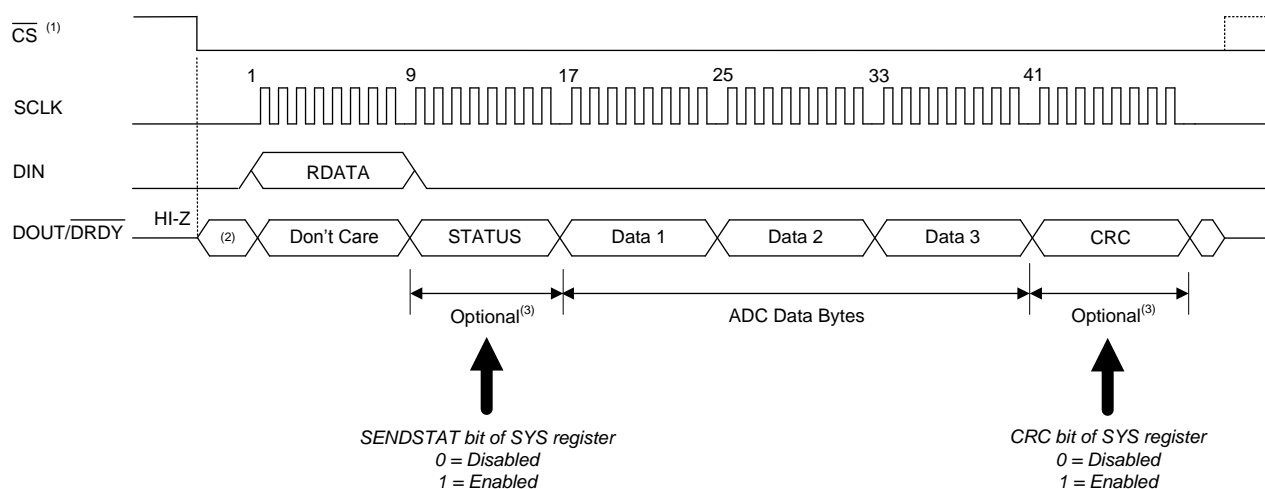 CS (1)
1 9 17 25 33 41
SCLK
DIN RDATA
HI-Z
DOUT/DRDY (2) Don't Care STATUS Data 1 Data 2 Data 3 CRC
Optional(3) ADC Data Bytes Optional(3)
SENDSTAT bit of SYS register
0 = Disabled
1 = Enabled
CRC bit of SYS register
0 = Disabled
1 = Enabled